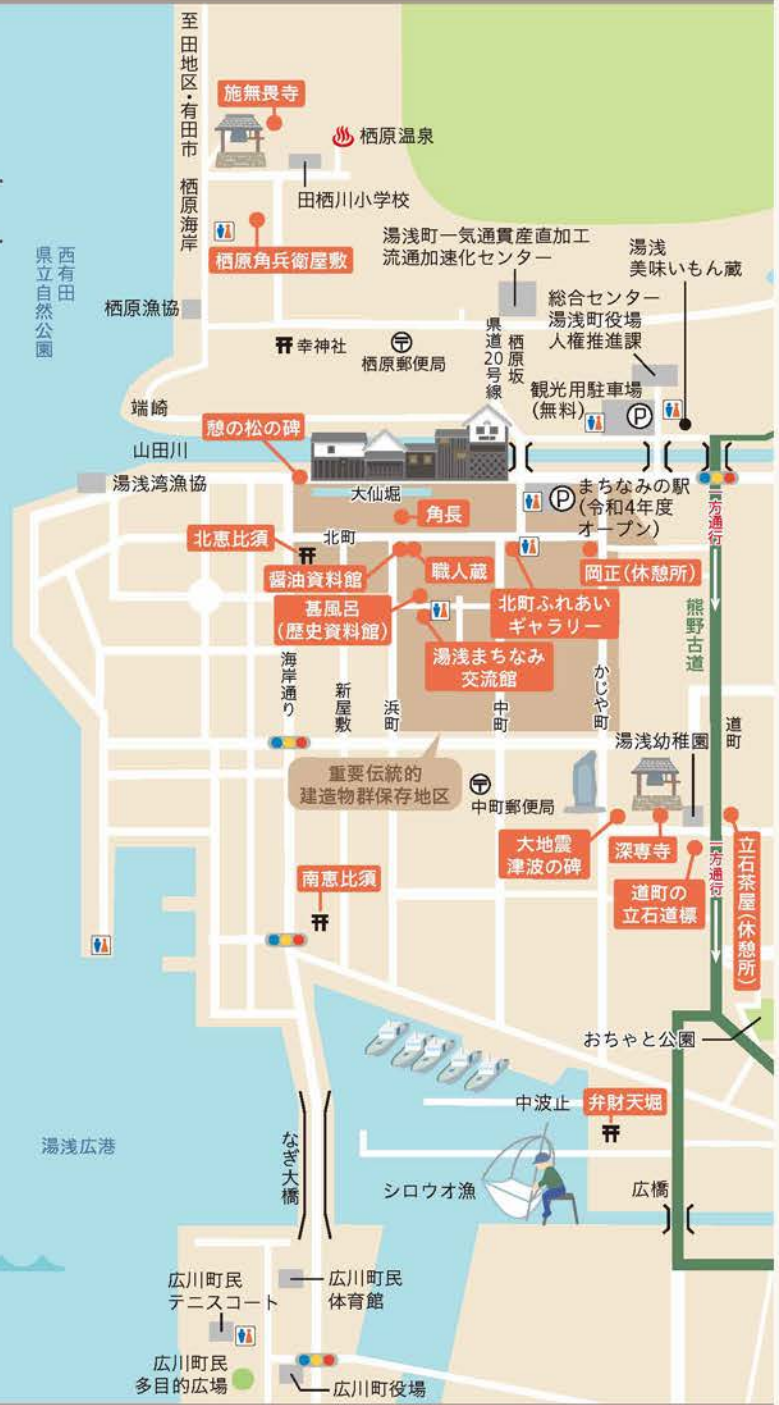 至 田地区・有田市
栖原海岸
施無畏寺
栖原温泉
田栖川小学校
栖原角兵衛屋敷
西有田
県立自然公園
栖原漁協
湯浅町一気通貫産直加工
流通加速化センター
湯浅
美味いもん蔵
総合センター
湯浅町役場
人権推進課
幸神社
栖原郵便局
県道20号線
栖原坂
観光用駐車場
(無料)
P
端崎
山田川
憩の松の碑
湯浅湾漁協
大仙堀
角長
P
まちなみの駅
(令和4年度
オープン)
一方通行
北恵比須
北町
醤油資料館
職人蔵
岡正(休憩所)
甚風呂
(歴史資料館)
北町ふれあい
ギャラリー
湯浅まちなみ
交流館
熊野古道
海岸通り
新屋敷
浜町
中町
かじや町
道町
湯浅幼稚園
重要伝統的
建造物群保存地区
中町郵便局
大地震
津波の碑
深専寺
道町の
立石道標
一方通行
立石茶屋(休憩所)
南恵比須
おちゃと公園
中波止
弁財天堀
湯浅広港
なぎ大橋
シロウオ漁
広橋
広川町民
テニスコート
広川町民
体育館
広川町民
多目的広場
広川町役場